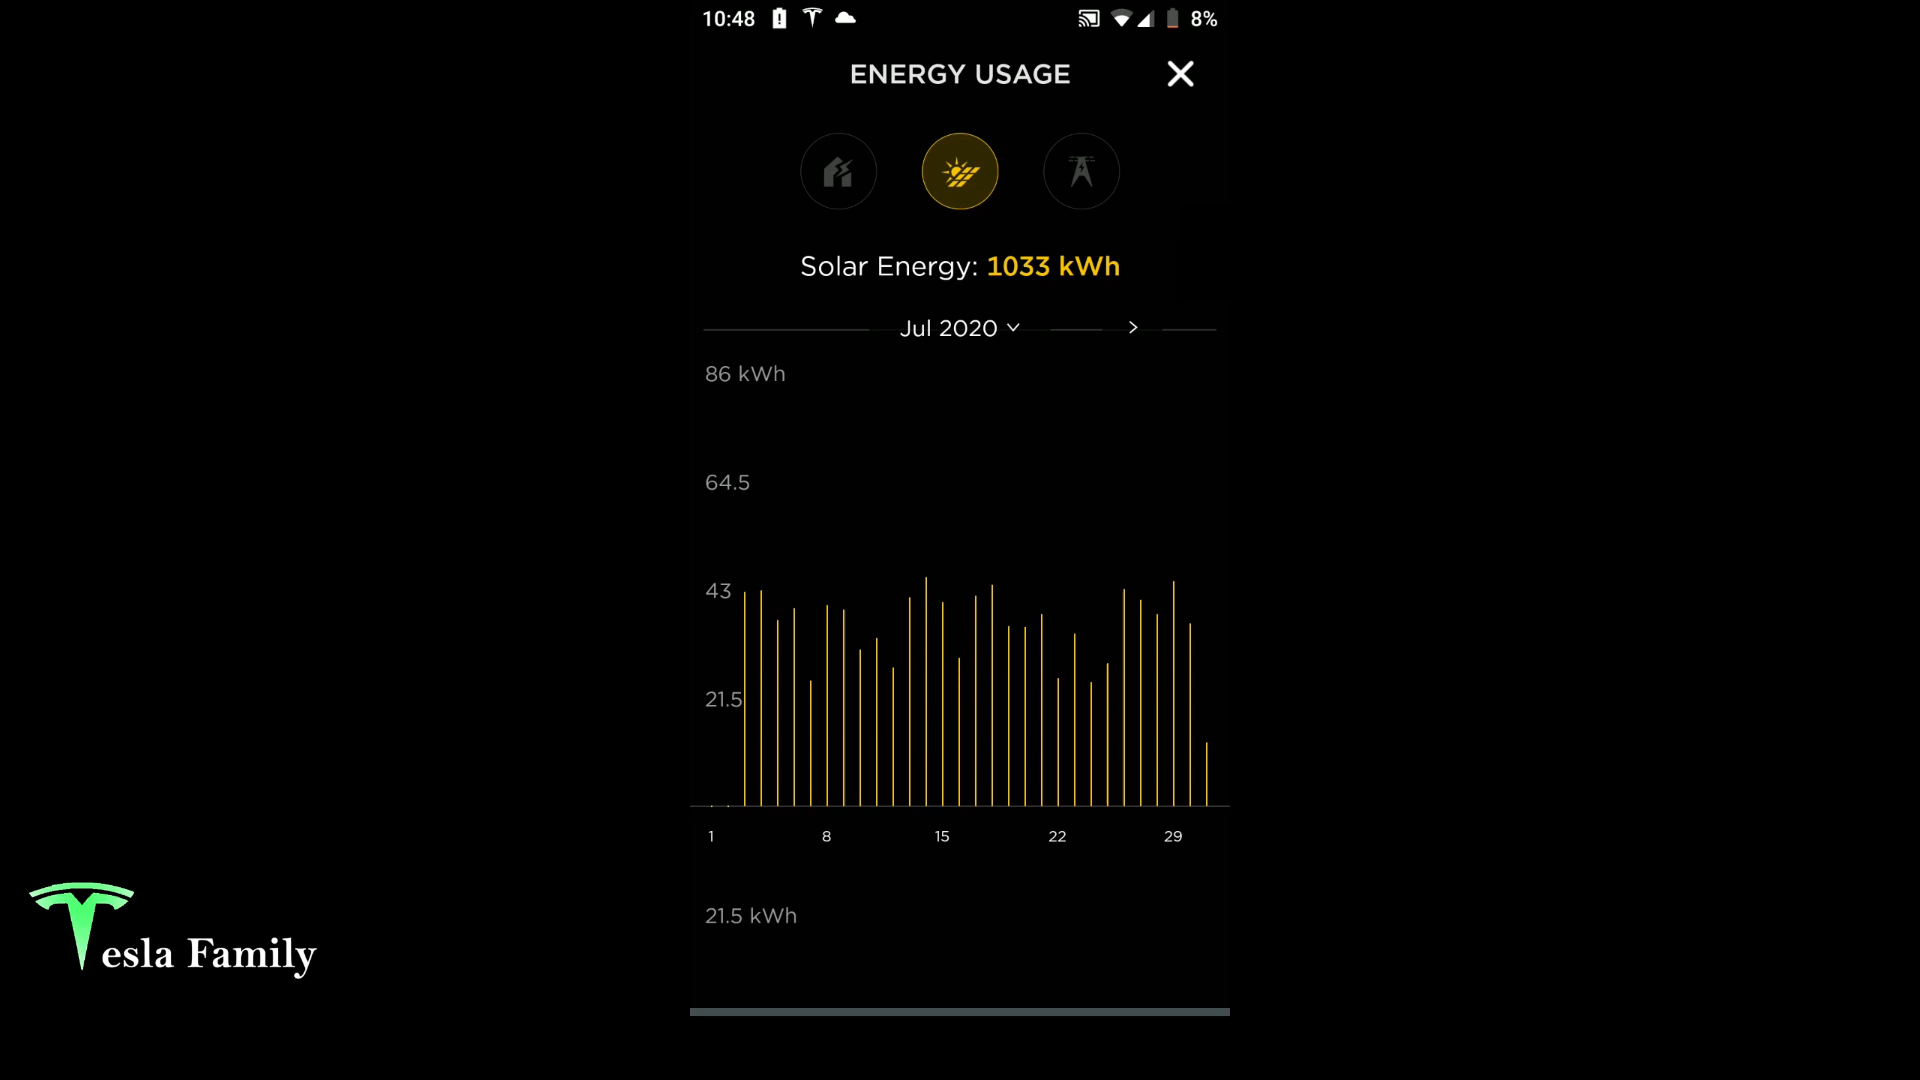 10:48 8%
ENERGY USAGE
Solar Energy: 1033 kWh
Jul 2020
86 kWh
64.5
43
21.5
1 8 15 22 29
21.5 kWh
Tesla Family